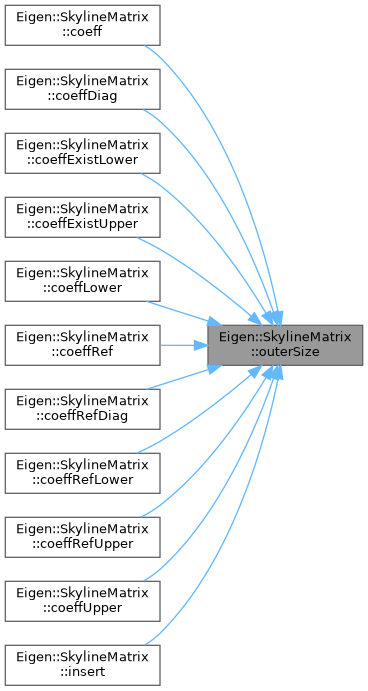 Eigen::SkylineMatrix
::coeff
Eigen::SkylineMatrix
::coeffDiag
Eigen::SkylineMatrix
::coeffExistLower
Eigen::SkylineMatrix
::coeffExistUpper
Eigen::SkylineMatrix
::coeffLower
Eigen::SkylineMatrix
::coeffRef
Eigen::SkylineMatrix
::outerSize
Eigen::SkylineMatrix
::coeffRefDiag
Eigen::SkylineMatrix
::coeffRefLower
Eigen::SkylineMatrix
::coeffRefUpper
Eigen::SkylineMatrix
::coeffUpper
Eigen::SkylineMatrix
::insert